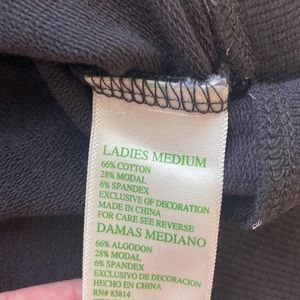 LADIES MEDIUM
66% COTTON
28% MODAL
6% SPANDEX
EXCLUSIVE OF DECORATION
MADE IN CHINA
FOR CARE SEE REVERSE
DAMAS MEDIANO
66% ALGODON
28% MODAL
6% SPANDEX
EXCLUSIVO DE DECORACION
HECHO EN CHINA
RN# 83814